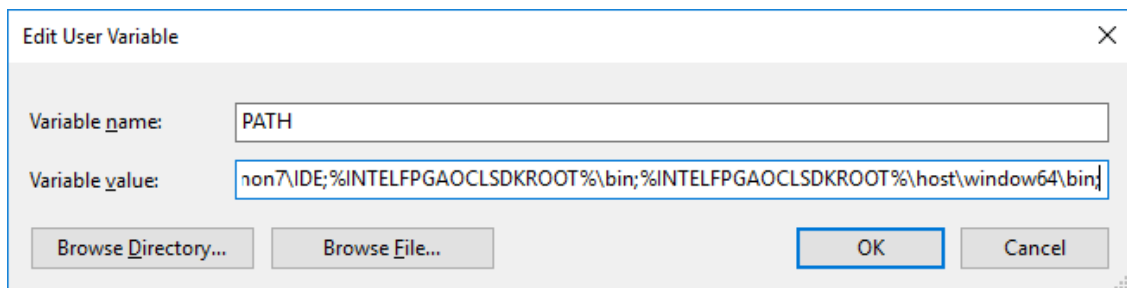 Edit User Variable
Variable name:
PATH
Variable value:
non7\IDE;%INTELFPGAOCLSDKROOT%\bin;%INTELFPGAOCLSDKROOT%\host\window64\bin;
Browse Directory...
Browse File...
OK
Cancel